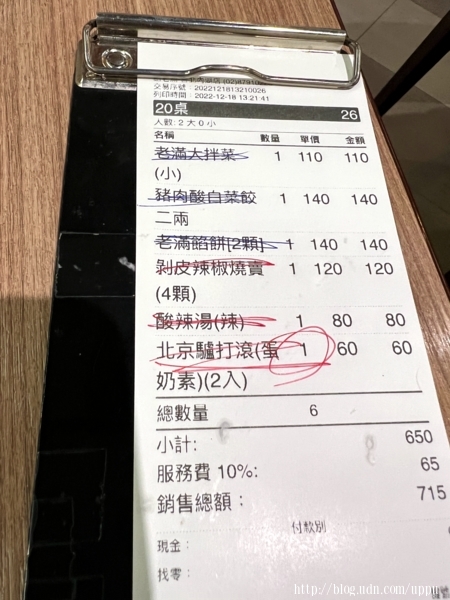 交易序號：2022121813210026
列印時間：2022-12-18 13:21:41
20桌 26
人數: 2 大 0 小
名稱 數量 單價 金額
老滿大拌菜 1 110 110
(小)
豬肉酸白菜餃 1 140 140
二兩
老滿餡餅[2顆] 1 140 140
剝皮辣椒燒賣 1 120 120
(4顆)
酸辣湯(辣) 1 80 80
北京驢打滾(蛋 1 60 60
奶素)(2入)
總數量 6
小計: 650
服務費 10%: 65
銷售總額： 715
付款別
現金：
找零：
http://blog.udn.com/uppu